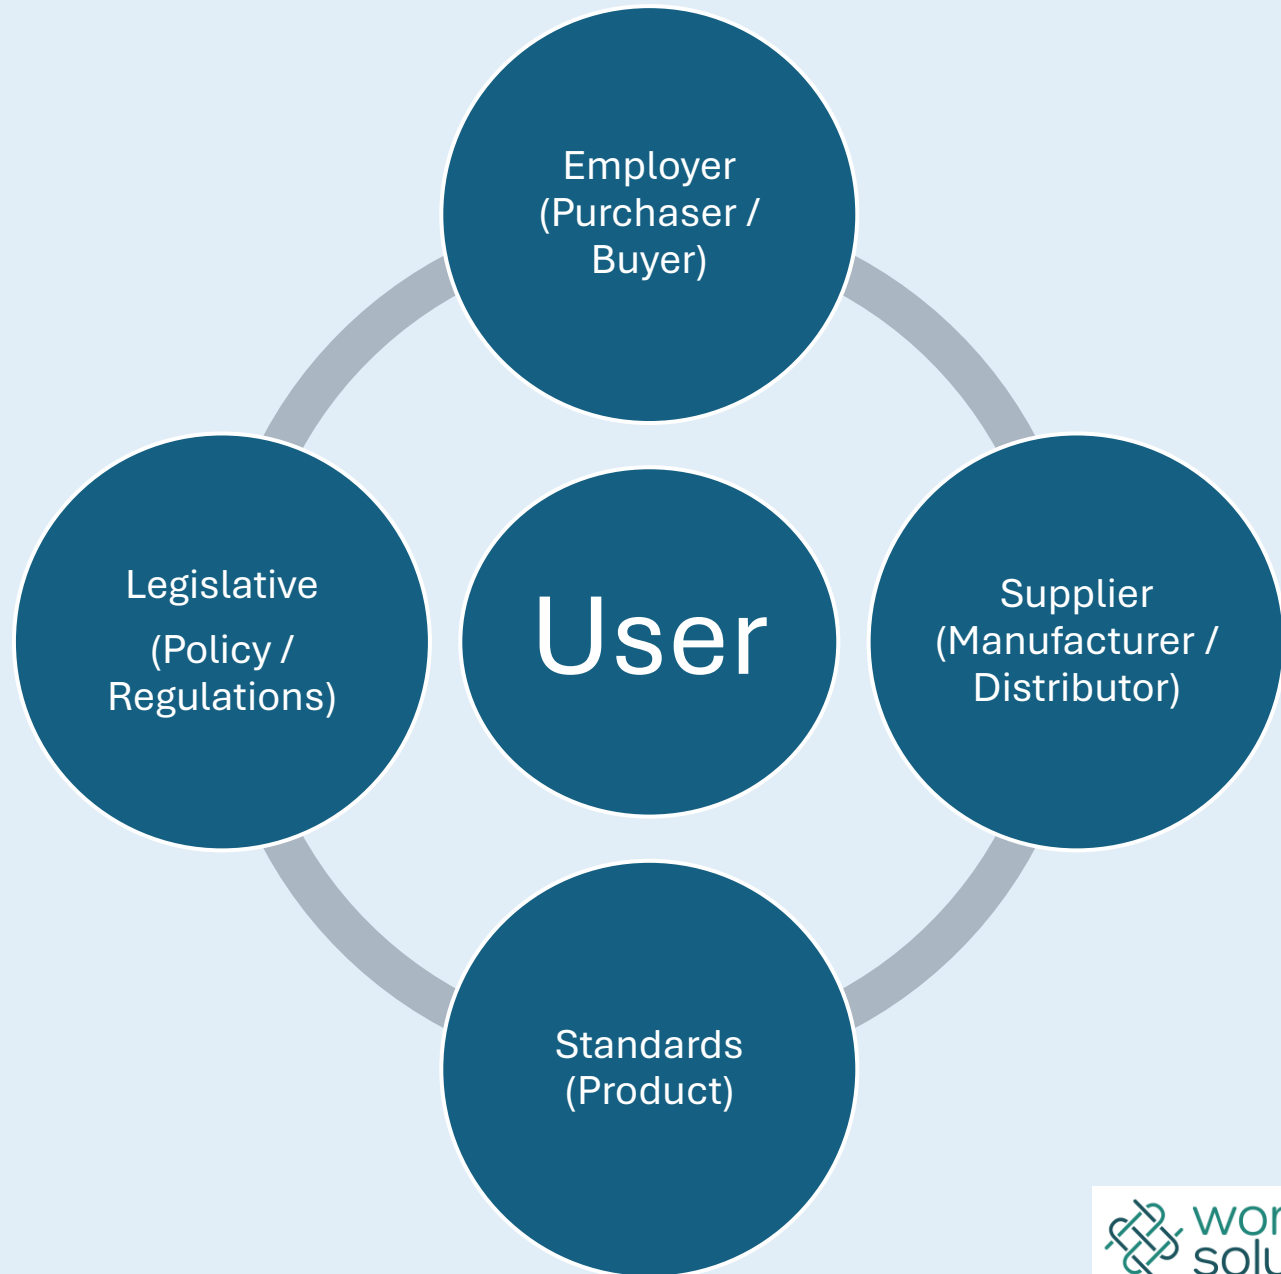 Employer
(Purchaser /
Buyer)
Legislative
(Policy /
Regulations)
User
Supplier
(Manufacturer /
Distributor)
Standards
(Product)